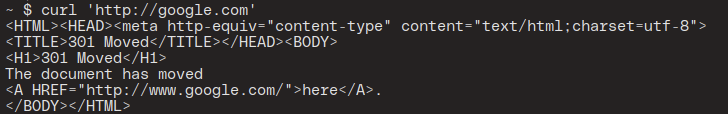 ~ $ curl 'http://google.com'
<HTML><HEAD><meta http-equiv="content-type" content="text/html;charset=utf-8">
<TITLE>301 Moved</TITLE></HEAD><BODY>
<H1>301 Moved</H1>
The document has moved
<A HREF="http://www.google.com/">here</A>.
</BODY></HTML>